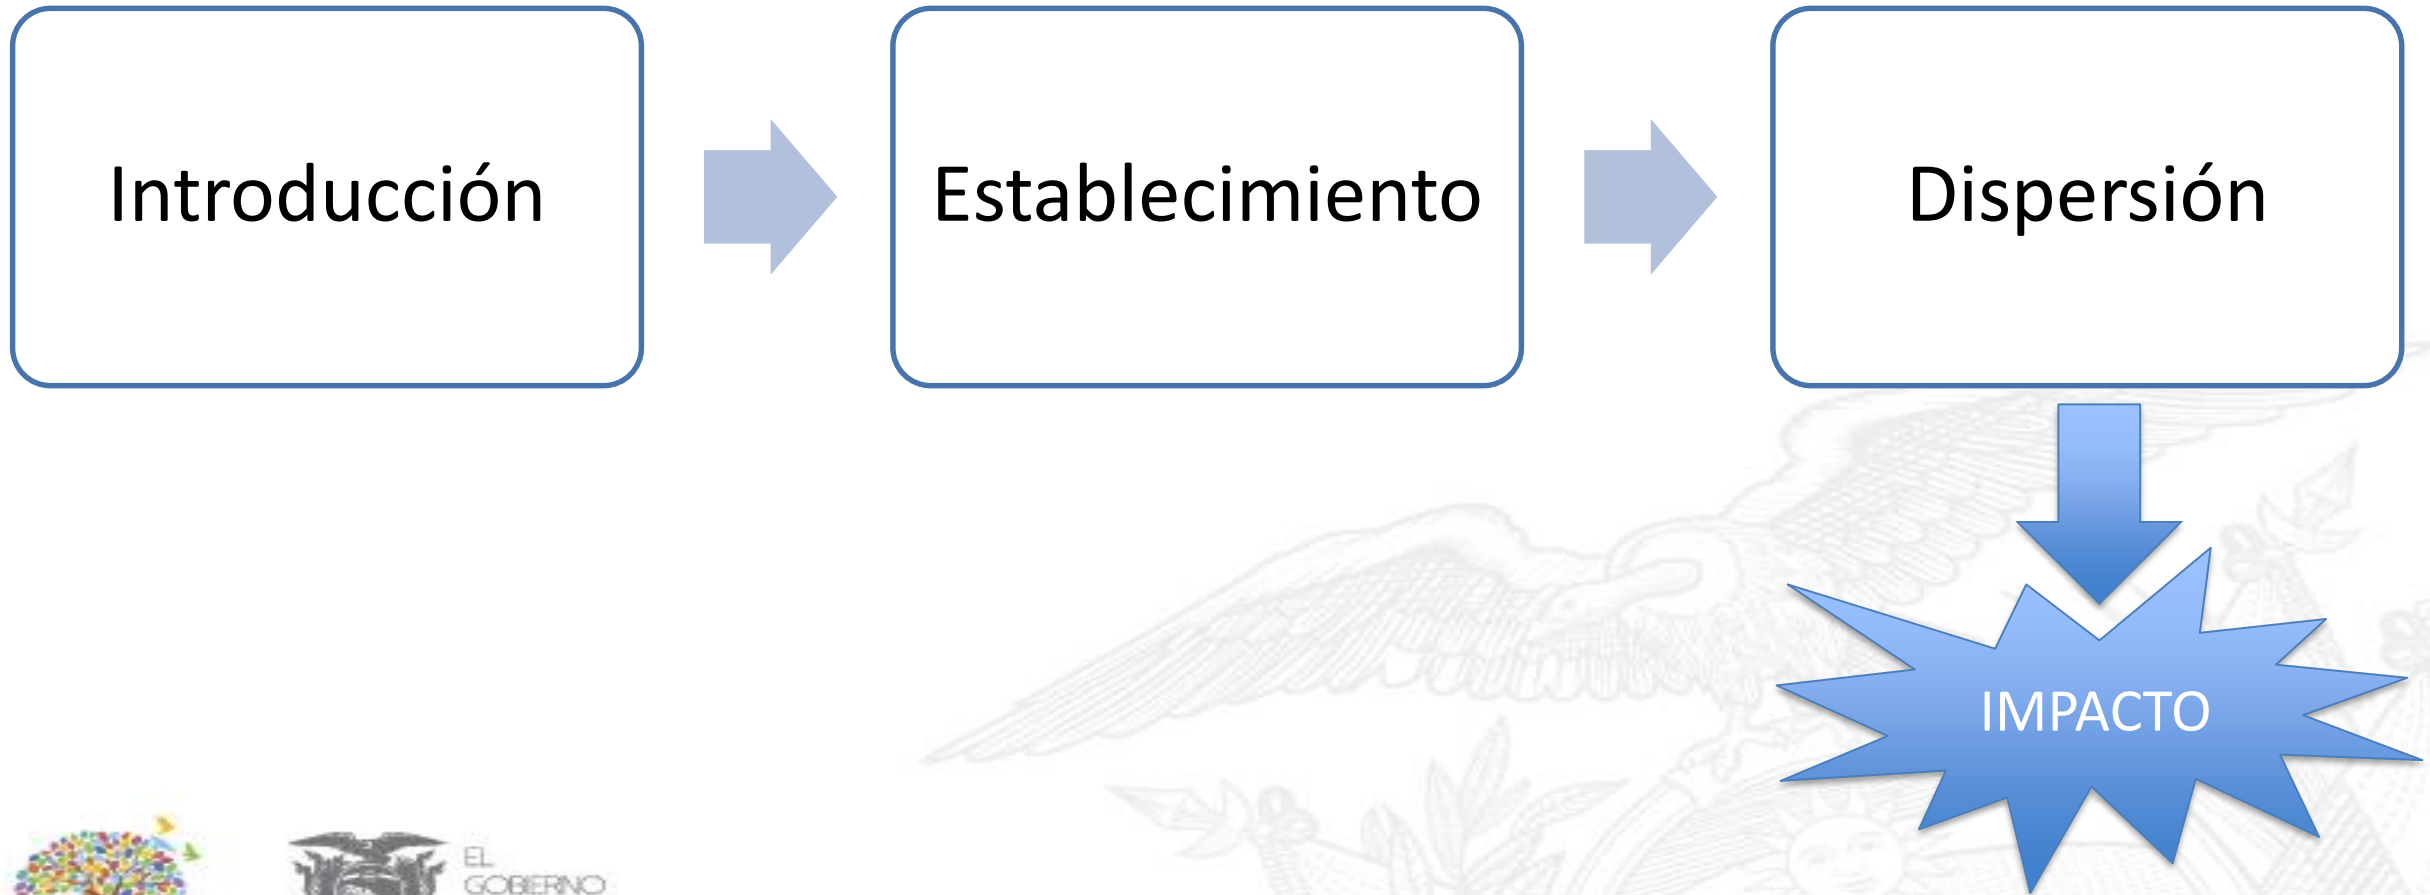 Introducción
Establecimiento
Dispersión
IMPACTO
EL
GOBIERNO